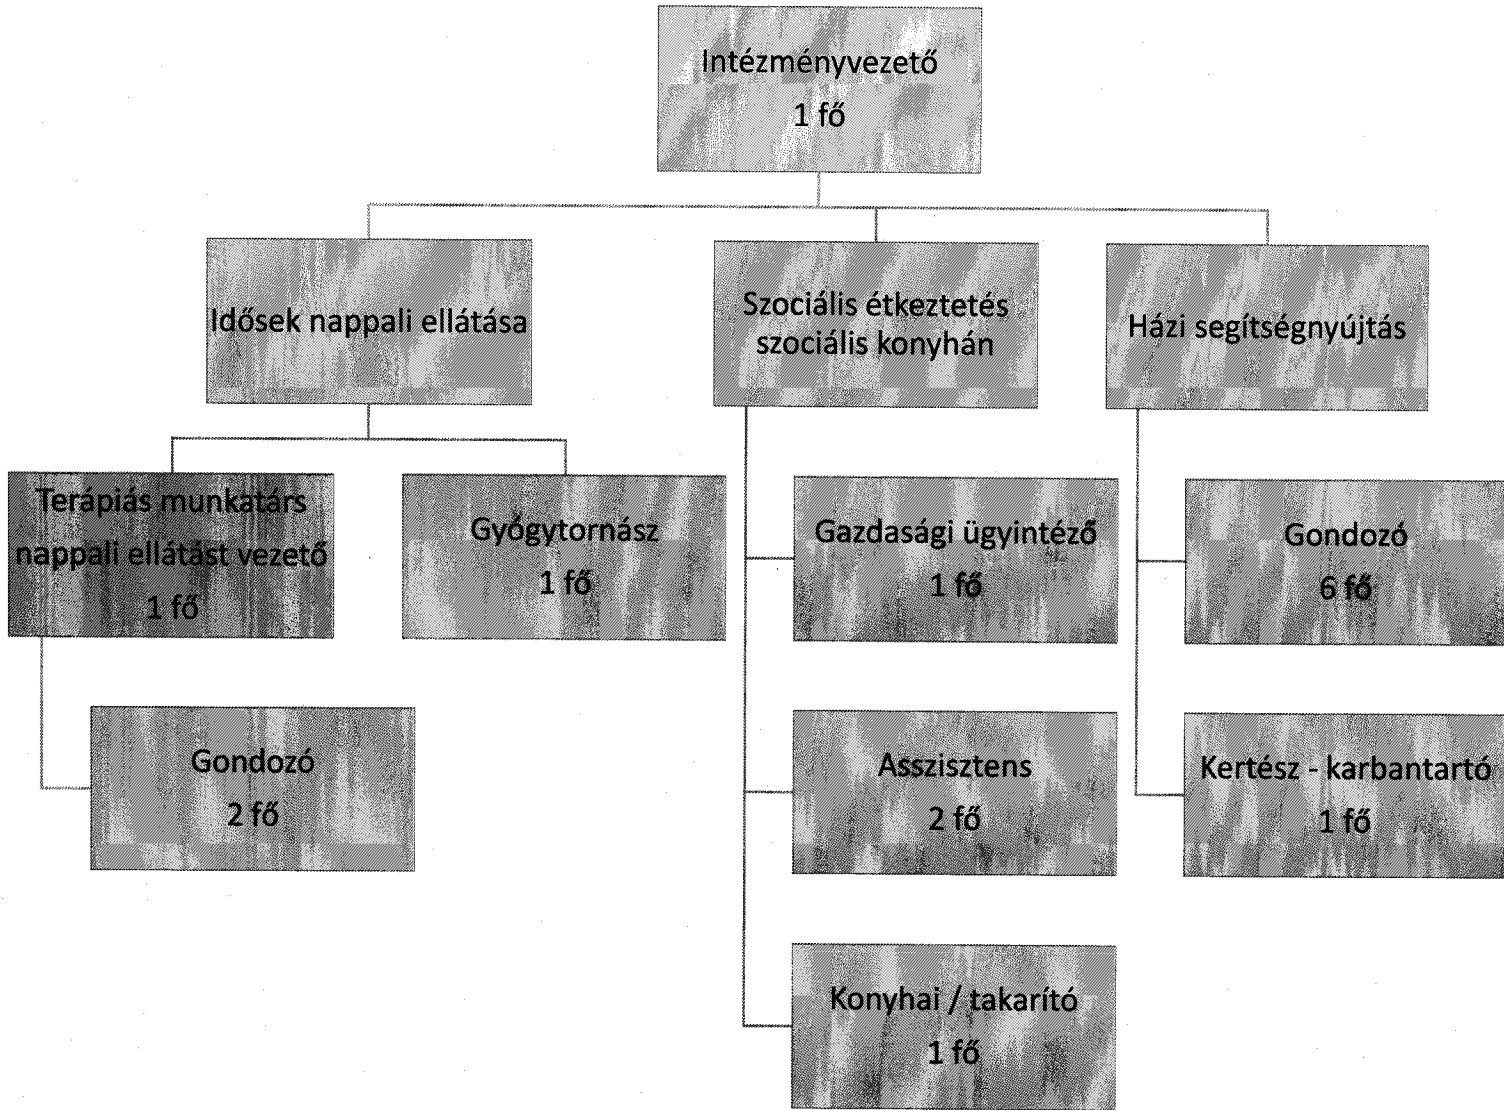 Intézményvezető
1 fő
Idősek nappali ellátása
Szociális étkeztetés
szociális konyhán
Házi segítségnyújtás
Terápiás munkatárs
nappali ellátást vezető
1 fő
Gyógytornász
1 fő
Gazdasági ügyintéző
1 fő
Gondozó
6 fő
Gondozó
2 fő
Asszisztens
2 fő
Kertész - karbantartó
1 fő
Konyhai / takarító
1 fő